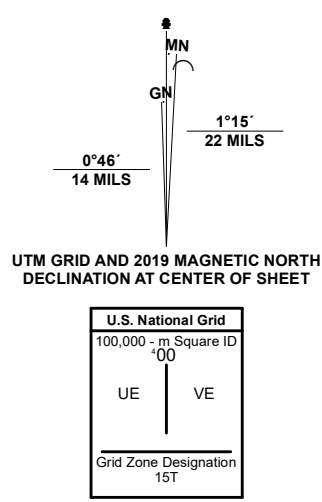 MN
GN
1°15´
22 MILS
0°46´
14 MILS
UTM GRID AND 2019 MAGNETIC NORTH
DECLINATION AT CENTER OF SHEET
U.S. National Grid
100,000 - m Square ID
⁴00
UE VE
Grid Zone Designation
15T